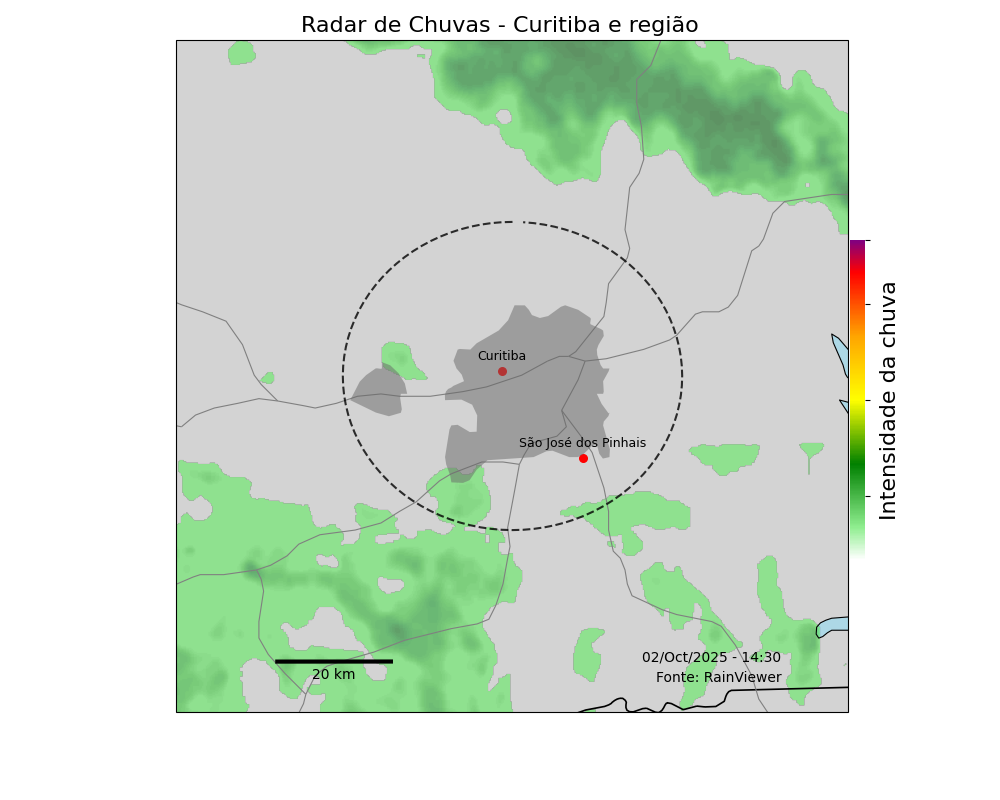 Radar de Chuvas - Curitiba e região
Curitiba
São José dos Pinhais
Intensidade da chuva
02/Oct/2025 - 14:30
Fonte: RainViewer
20 km